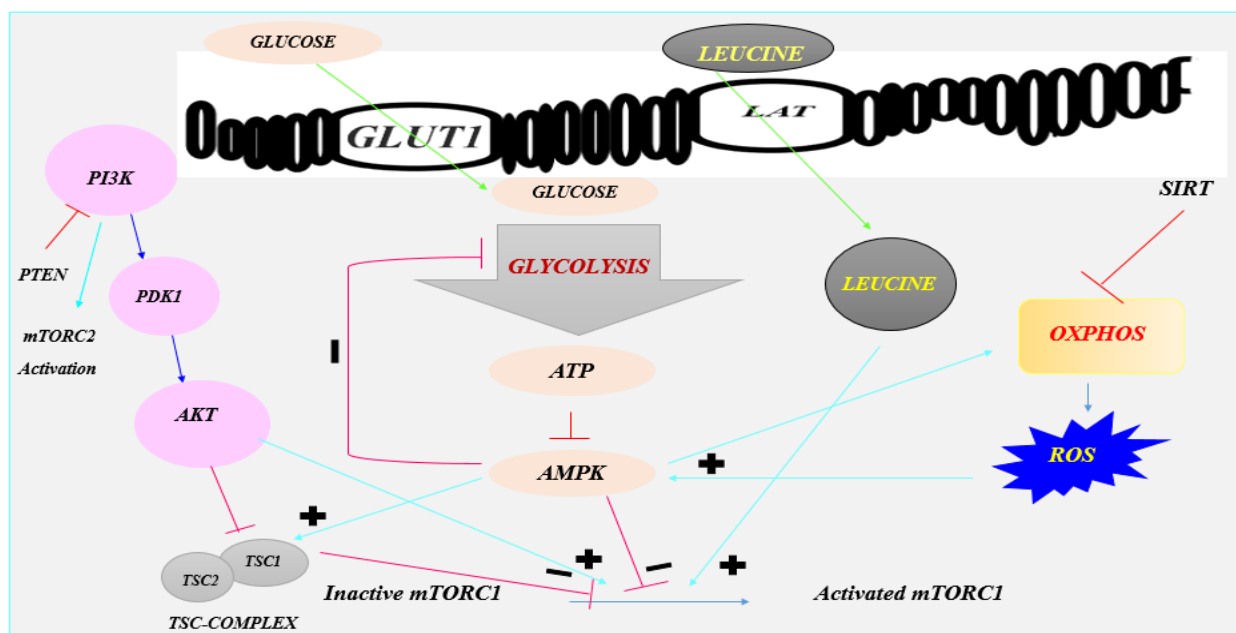 GLUCOSE
LEUCINE
GLUT1
LAT
PI3K
GLUCOSE
SIRT
PTEN
GLYCOLYSIS
LEUCINE
PDK1
mTORC2
Activation
OXPHOS
ATP
AKT
ROS
AMPK
+
+
TSC1
TSC2
+
+
Inactive mTORC1
Activated mTORC1
TSC-COMPLEX